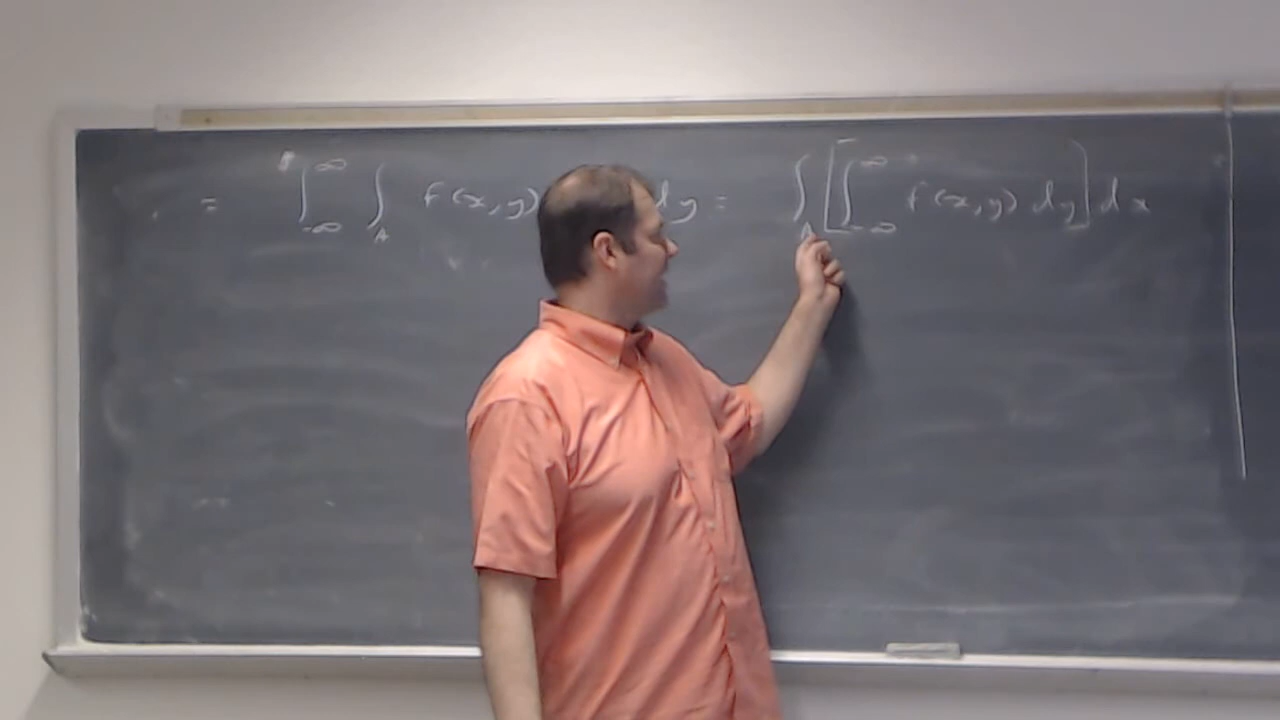 = ∫_{-∞}^{∞} ∫_A f(x,y) dy = ∫_A [∫_{-∞}^{∞} f(x,y) dy] dx